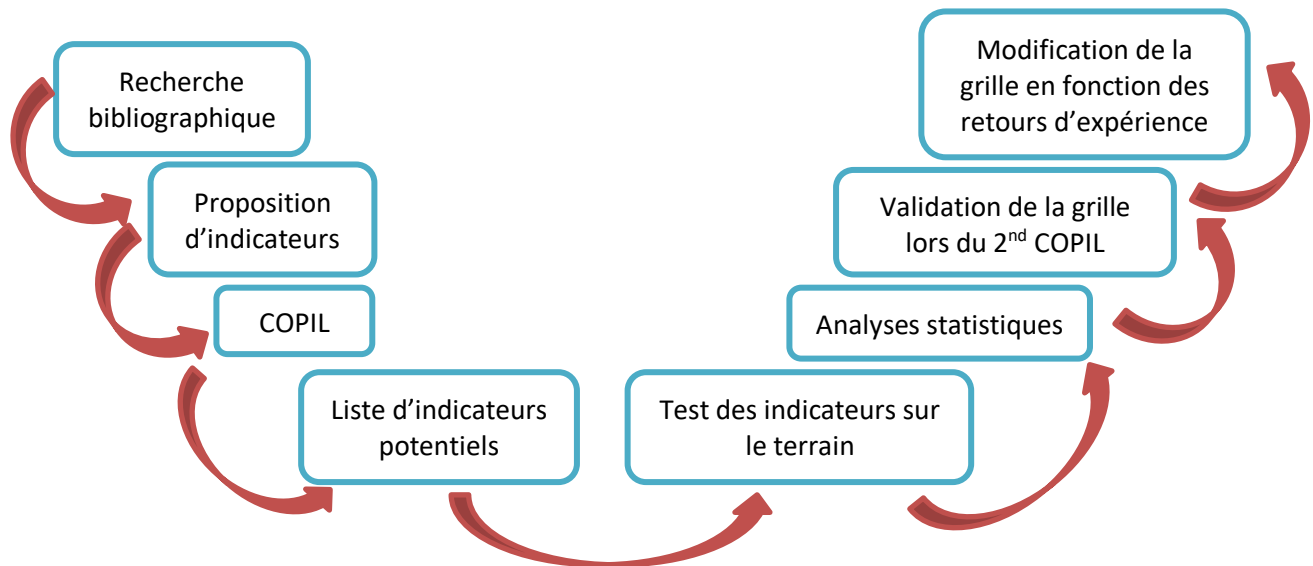 Recherche
bibliographique
Proposition
d’indicateurs
COPIL
Liste d’indicateurs
potentiels
Test des indicateurs sur
le terrain
Analyses statistiques
Validation de la grille
lors du 2nd COPIL
Modification de la
grille en fonction des
retours d’expérience